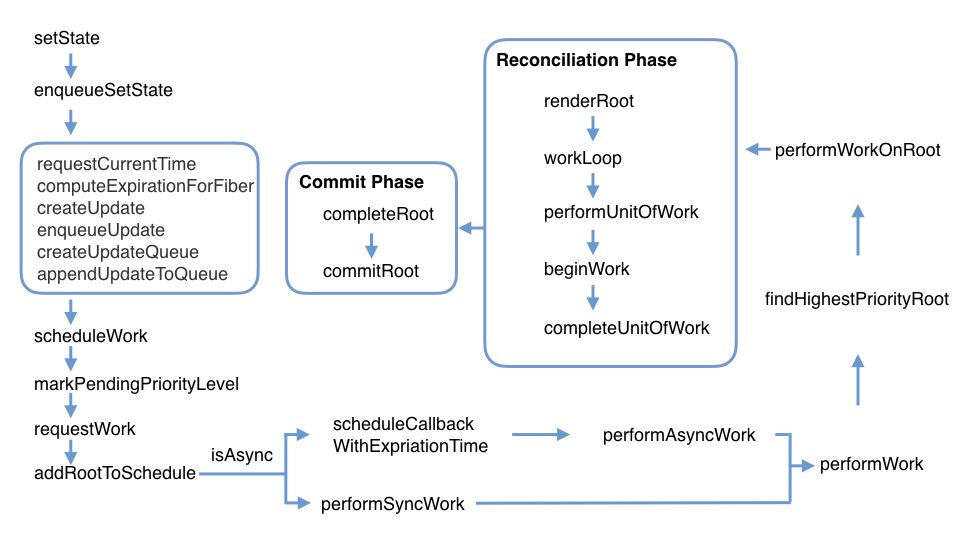 setState
enqueueSetState
requestCurrentTime
computeExpirationForFiber
createUpdate
enqueueUpdate
createUpdateQueue
appendUpdateToQueue
scheduleWork
markPendingPriorityLevel
requestWork
addRootToSchedule
isAsync
scheduleCallback
WithExpriationTime
performAsyncWork
performSyncWork
performWork
findHighestPriorityRoot
performWorkOnRoot
Reconciliation Phase
renderRoot
workLoop
performUnitOfWork
beginWork
completeUnitOfWork
Commit Phase
completeRoot
commitRoot